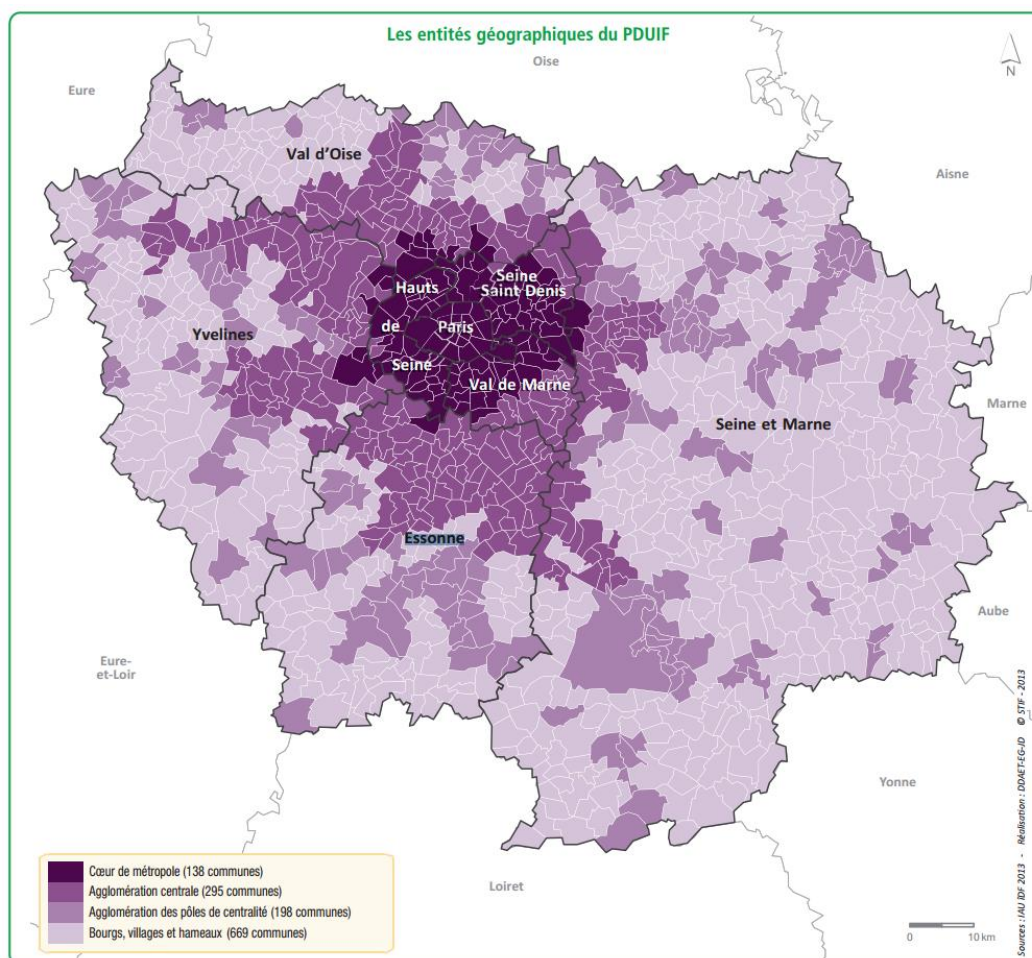 Les entités géographiques du PDUIF
Oise
N
Eure
Val d'Oise
Aisne
Hauts
Seine
Saint Denis
de
Paris
Yvelines
Seine
Val de Marne
Marne
Seine et Marne
Essonne
Aube
Eure-
et-Loir
Yonne
Loiret
Cœur de métropole (138 communes)
Agglomération centrale (295 communes)
Agglomération des pôles de centralité (198 communes)
Bourgs, villages et hameaux (669 communes)
0 10 km
Sources : IAU IDF 2013 - Réalisation : DDAET-EG-JD © STIF - 2013